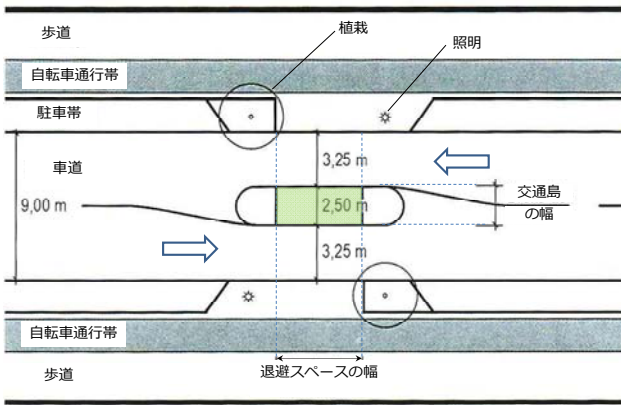 歩道
植栽
照明
自転車通行帯
駐車帯
車道
3,25 m
9,00 m
2,50 m
交通島
の幅
3,25 m
自転車通行帯
退避スペースの幅
歩道